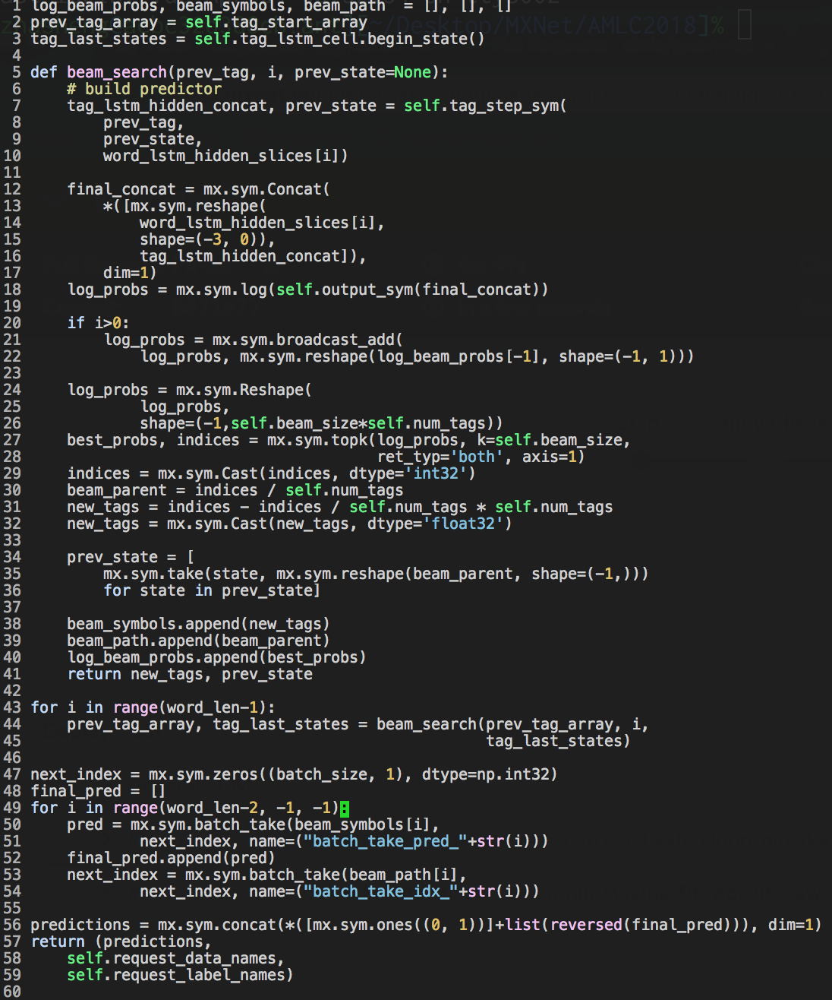 1 log_beam_probs, beam_symbols, beam_path  = [], [], []
2 prev_tag_array = self.tag_start_array
3 tag_last_states = self.tag_lstm_cell.begin_state()
~/Desktop/MXNet/AMLC2018]%
4
5 def beam_search(prev_tag, i, prev_state=None):
6     # build predictor
7     tag_lstm_hidden_concat, prev_state = self.tag_step_sym(
8         prev_tag,
9         prev_state,
10         word_lstm_hidden_slices[i])
11
12     final_concat = mx.sym.Concat(
13         *([mx.sym.reshape(
14             word_lstm_hidden_slices[i],
15             shape=(-3, 0)),
16             tag_lstm_hidden_concat]),
17         dim=1)
18     log_probs = mx.sym.log(self.output_sym(final_concat))
19
20     if i>0:
21         log_probs = mx.sym.broadcast_add(
22             log_probs, mx.sym.reshape(log_beam_probs[-1], shape=(-1, 1)))
23
24     log_probs = mx.sym.Reshape(
25             log_probs,
26             shape=(-1,self.beam_size*self.num_tags))
27     best_probs, indices = mx.sym.topk(log_probs, k=self.beam_size,
28                                       ret_typ='both', axis=1)
29     indices = mx.sym.Cast(indices, dtype='int32')
30     beam_parent = indices / self.num_tags
31     new_tags = indices - indices / self.num_tags * self.num_tags
32     new_tags = mx.sym.Cast(new_tags, dtype='float32')
33
34     prev_state = [
35         mx.sym.take(state, mx.sym.reshape(beam_parent, shape=(-1,)))
36         for state in prev_state]
37
38     beam_symbols.append(new_tags)
39     beam_path.append(beam_parent)
40     log_beam_probs.append(best_probs)
41     return new_tags, prev_state
42
43 for i in range(word_len-1):
44     prev_tag_array, tag_last_states = beam_search(prev_tag_array, i,
45                                                   tag_last_states)
46
47 next_index = mx.sym.zeros((batch_size, 1), dtype=np.int32)
48 final_pred = []
49 for i in range(word_len-2, -1, -1):
50     pred = mx.sym.batch_take(beam_symbols[i],
51             next_index, name=("batch_take_pred_"+str(i)))
52     final_pred.append(pred)
53     next_index = mx.sym.batch_take(beam_path[i],
54             next_index, name=("batch_take_idx_"+str(i)))
55
56 predictions = mx.sym.concat(*([mx.sym.ones((0, 1))]+list(reversed(final_pred))), dim=1)
57 return (predictions,
58     self.request_data_names,
59     self.request_label_names)
60